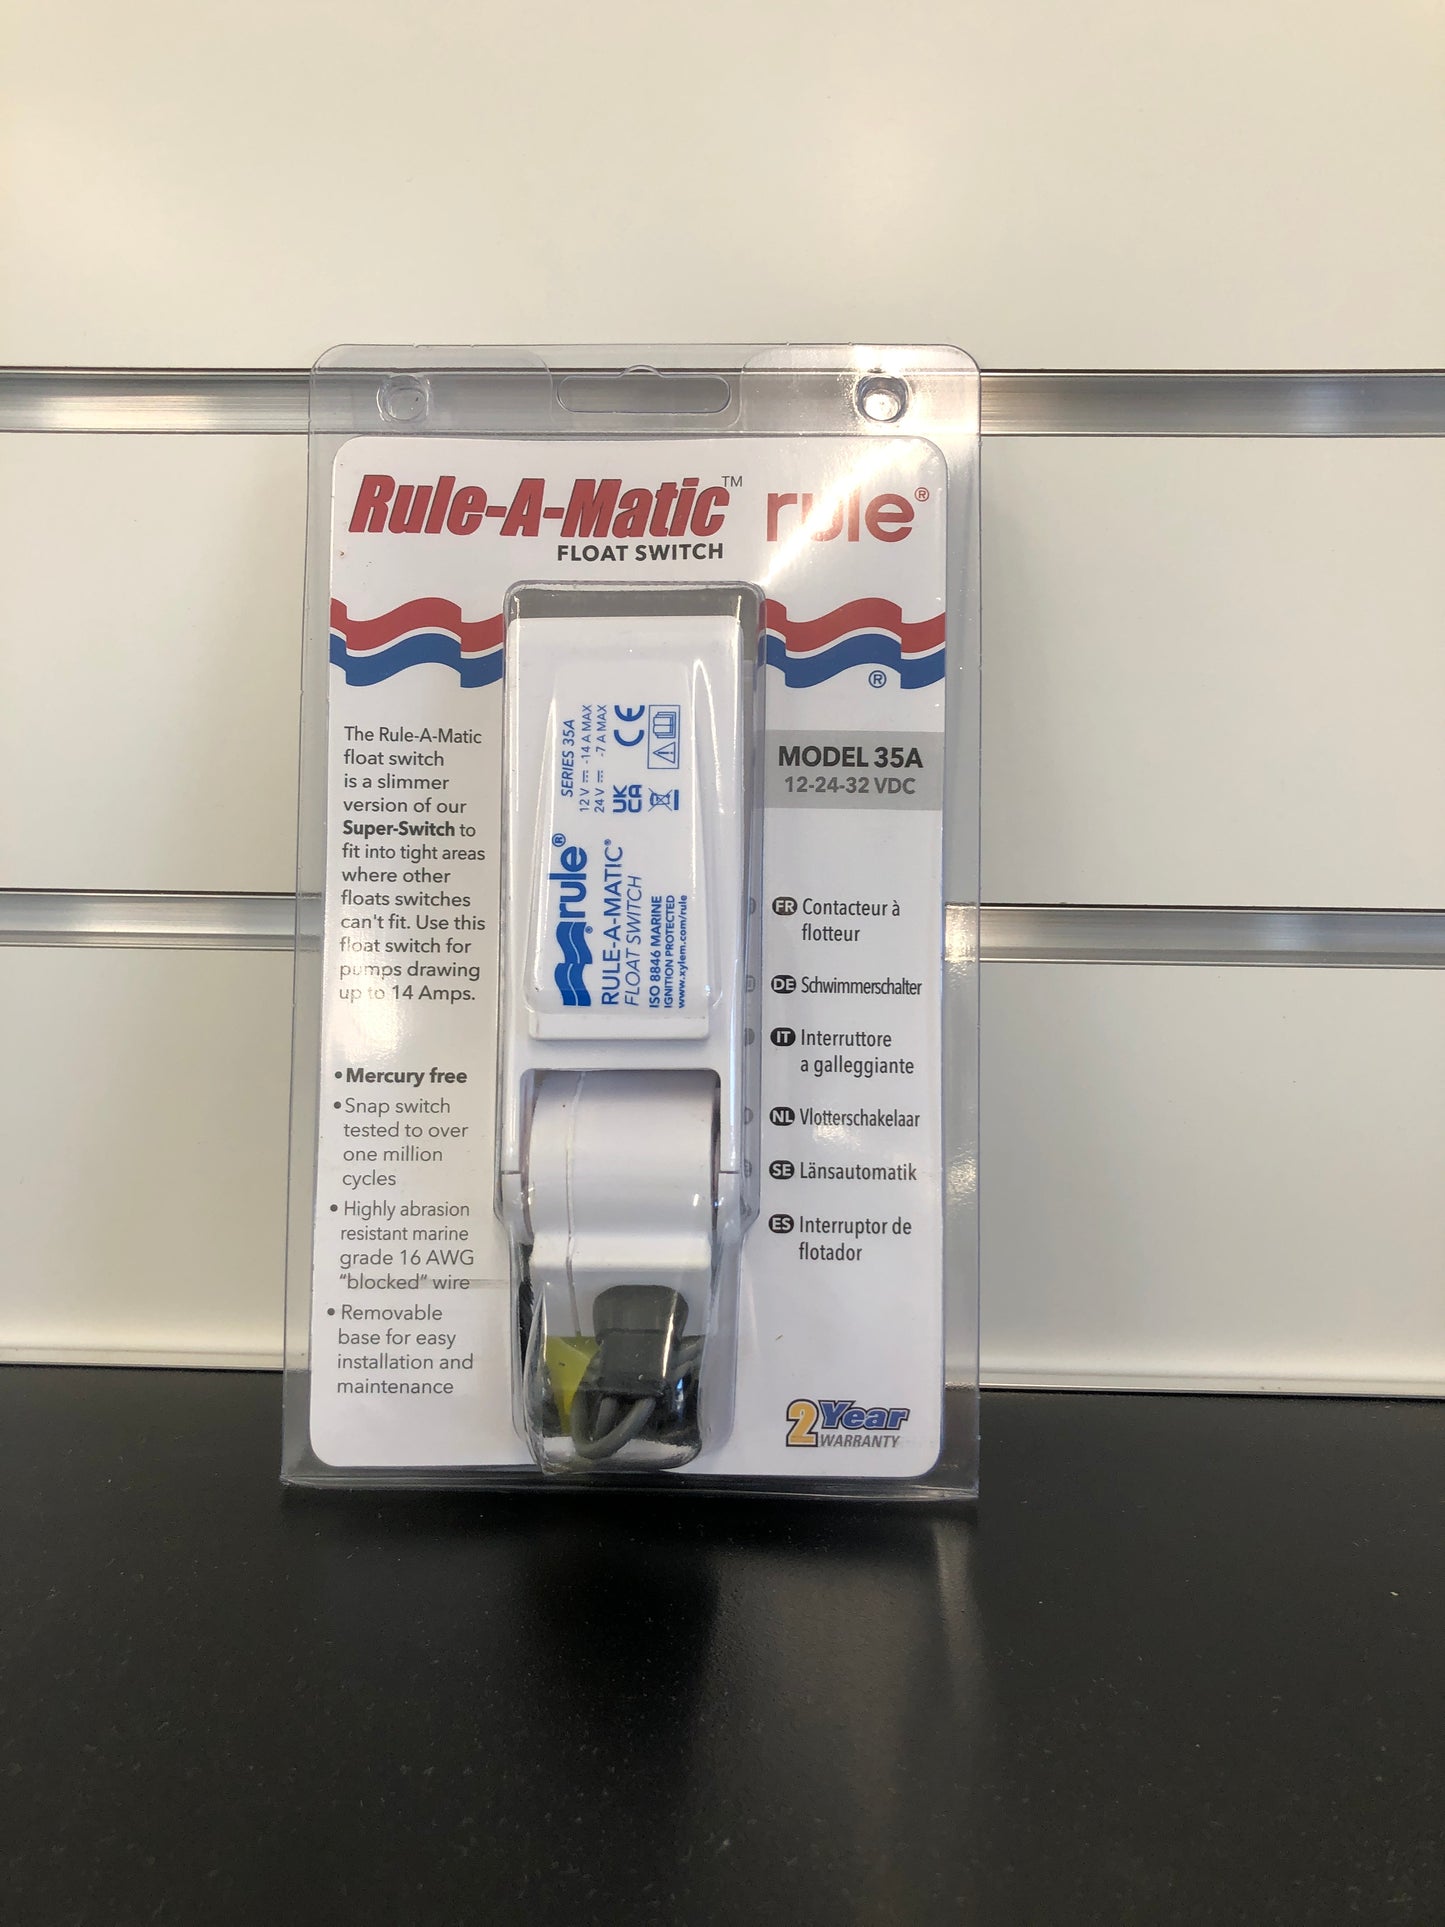 Rule-A-Matic™
FLOAT SWITCH
rule®
®
The Rule-A-Matic
float switch
is a slimmer
version of our
Super-Switch to
fit into tight areas
where other
floats switches
can't fit. Use this
float switch for
pumps drawing
up to 14 Amps.
•Mercury free
•Snap switch
tested to over
one million
cycles
• Highly abrasion
resistant marine
grade 16 AWG
“blocked” wire
• Removable
base for easy
installation and
maintenance
rule®
®
RULE-A-MATIC®
FLOAT SWITCH
ISO 8846 MARINE
IGNITION PROTECTED
www.xylem.com/rule
SERIES 35A
12 V ⎓ -14 A MAX
24 V ⎓ -7 A MAX
UK
CA
CE
MODEL 35A
12-24-32 VDC
FR Contacteur à
flotteur
DE Schwimmerschalter
IT Interruttore
a galleggiante
NL Vlotterschakelaar
SE Länsautomatik
ES Interruptor de
flotador
2 Year
WARRANTY